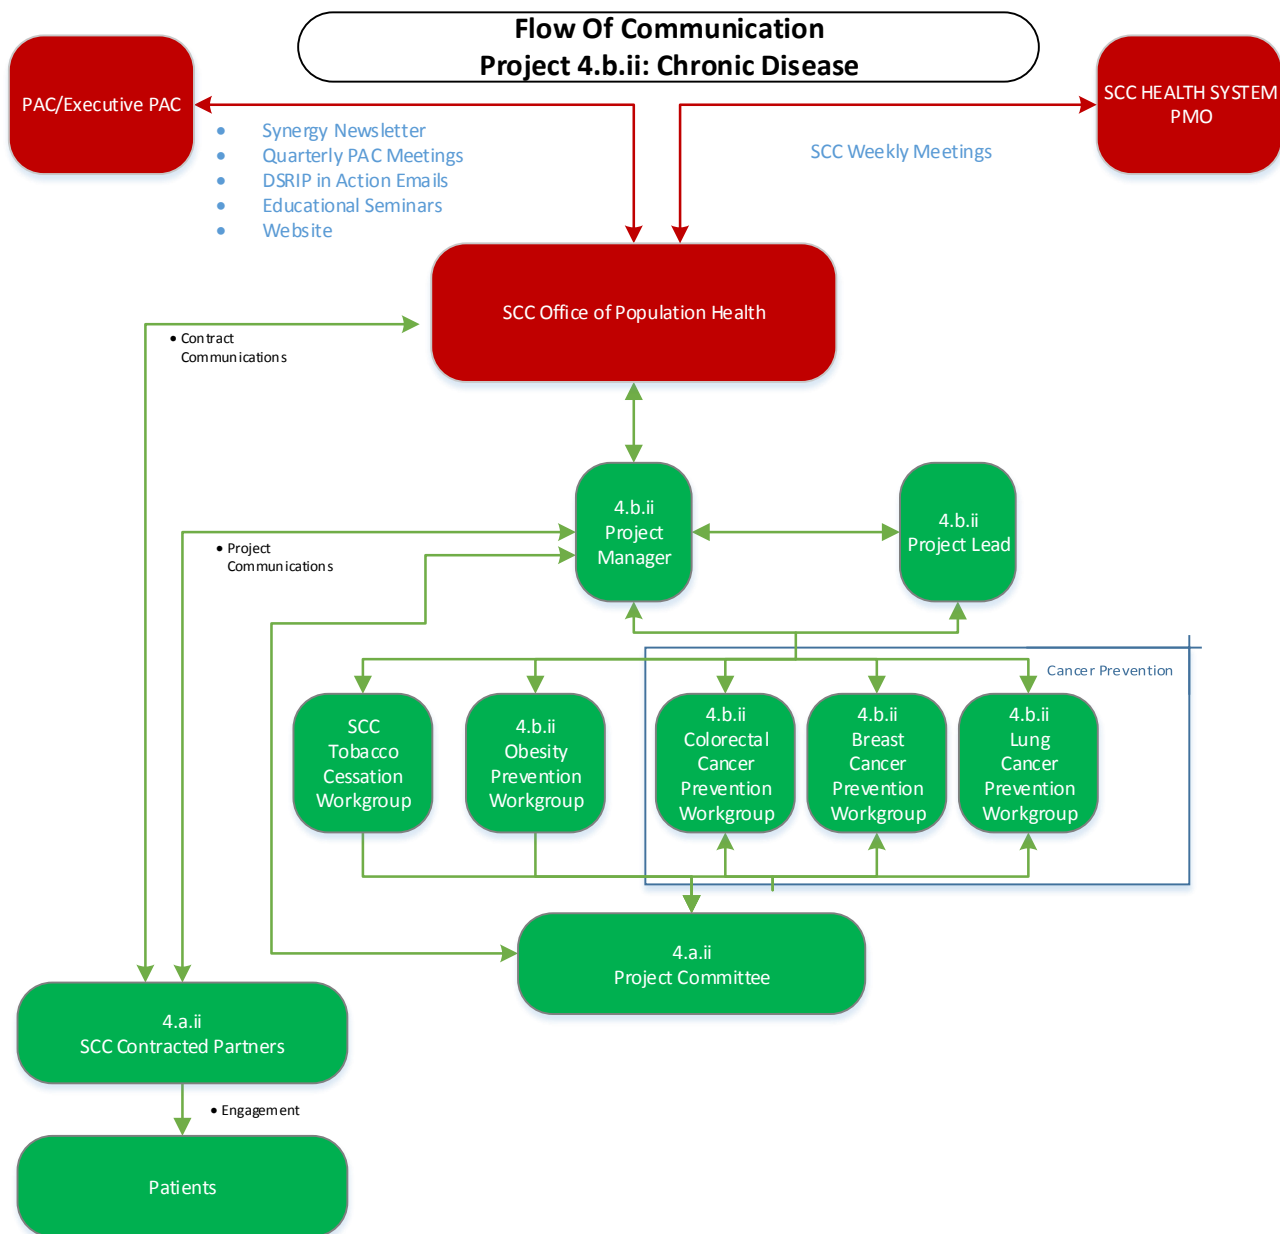 Flow Of Communication
Project 4.b.ii: Chronic Disease
PAC/Executive PAC
SCC HEALTH SYSTEM
PMO
• Synergy Newsletter
• Quarterly PAC Meetings
• DSRIP in Action Emails
• Educational Seminars
• Website
SCC Weekly Meetings
SCC Office of Population Health
• Contract
Communications
4.b.ii
Project
Manager
4.b.ii
Project Lead
• Project
Communications
Cancer Prevention
SCC
Tobacco
Cessation
Workgroup
4.b.ii
Obesity
Prevention
Workgroup
4.b.ii
Colorectal
Cancer
Prevention
Workgroup
4.b.ii
Breast
Cancer
Prevention
Workgroup
4.b.ii
Lung
Cancer
Prevention
Workgroup
4.a.ii
Project Committee
4.a.ii
SCC Contracted Partners
• Engagement
Patients